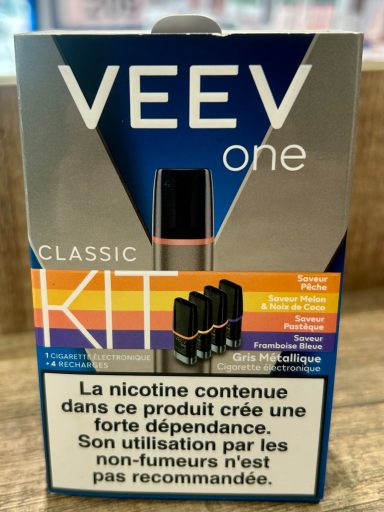 VEEV
one
CLASSIC
KIT
Saveur
Pêche
Saveur Melon
& Noix de Coco
Saveur
Pastèque
Saveur
Framboise Bleue
1 CIGARETTE ÉLECTRONIQUE
+ 4 RECHARGES
Gris Métallique
Cigarette électronique
La nicotine contenue
dans ce produit crée une
forte dépendance.
Son utilisation par les
non-fumeurs n'est
pas recommandée.